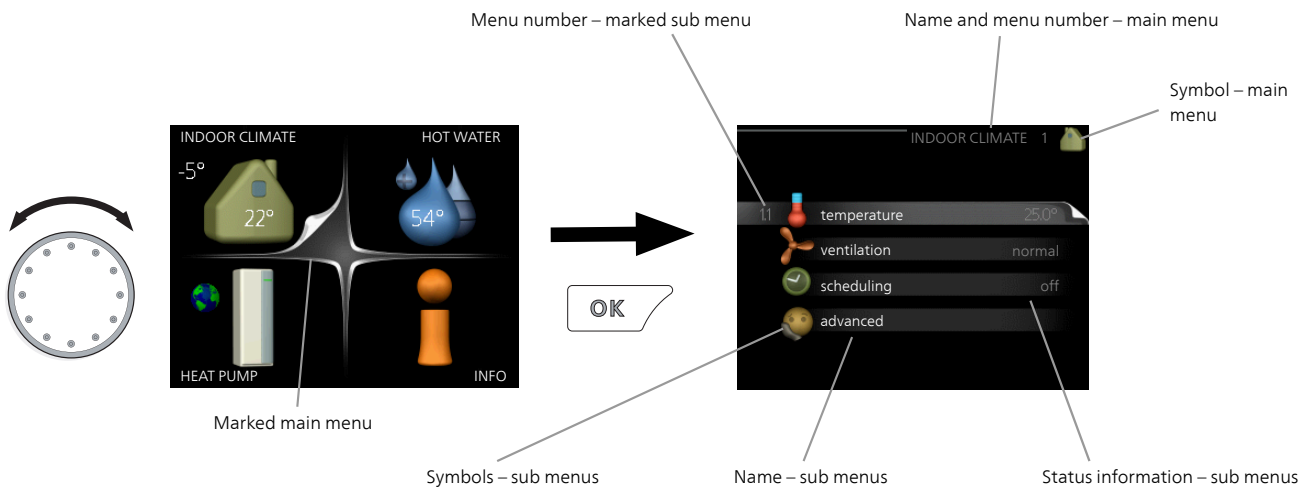 Menu number – marked sub menu
Name and menu number – main menu
Symbol – main
menu
INDOOR CLIMATE
HOT WATER
-5°
22°
54°
HEAT PUMP
INFO
Marked main menu
OK
INDOOR CLIMATE 1
1.1 temperature 25.0°
ventilation normal
scheduling off
advanced
Symbols – sub menus
Name – sub menus
Status information – sub menus